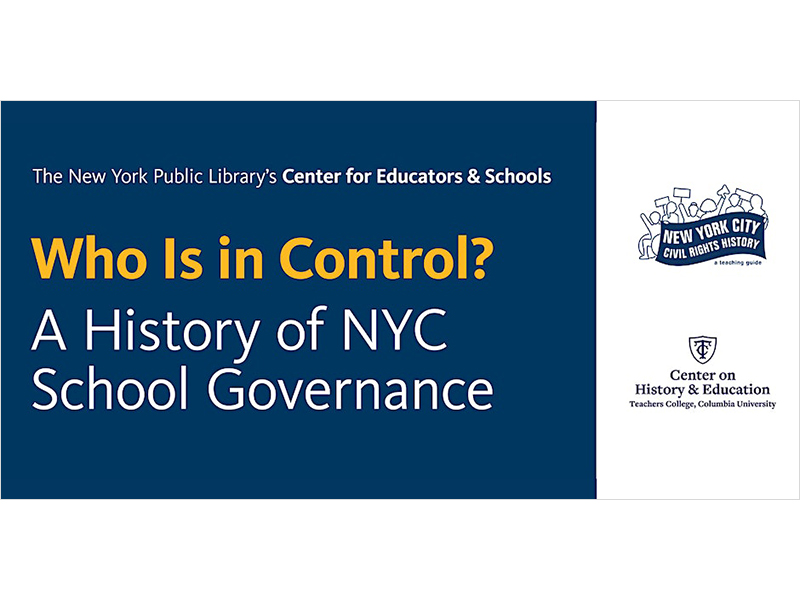 The New York Public Library's Center for Educators & Schools
Who Is in Control?
A History of NYC
School Governance
NEW YORK CITY
CIVIL RIGHTS HISTORY
a teaching guide
TC
Center on
History & Education
Teachers College, Columbia University